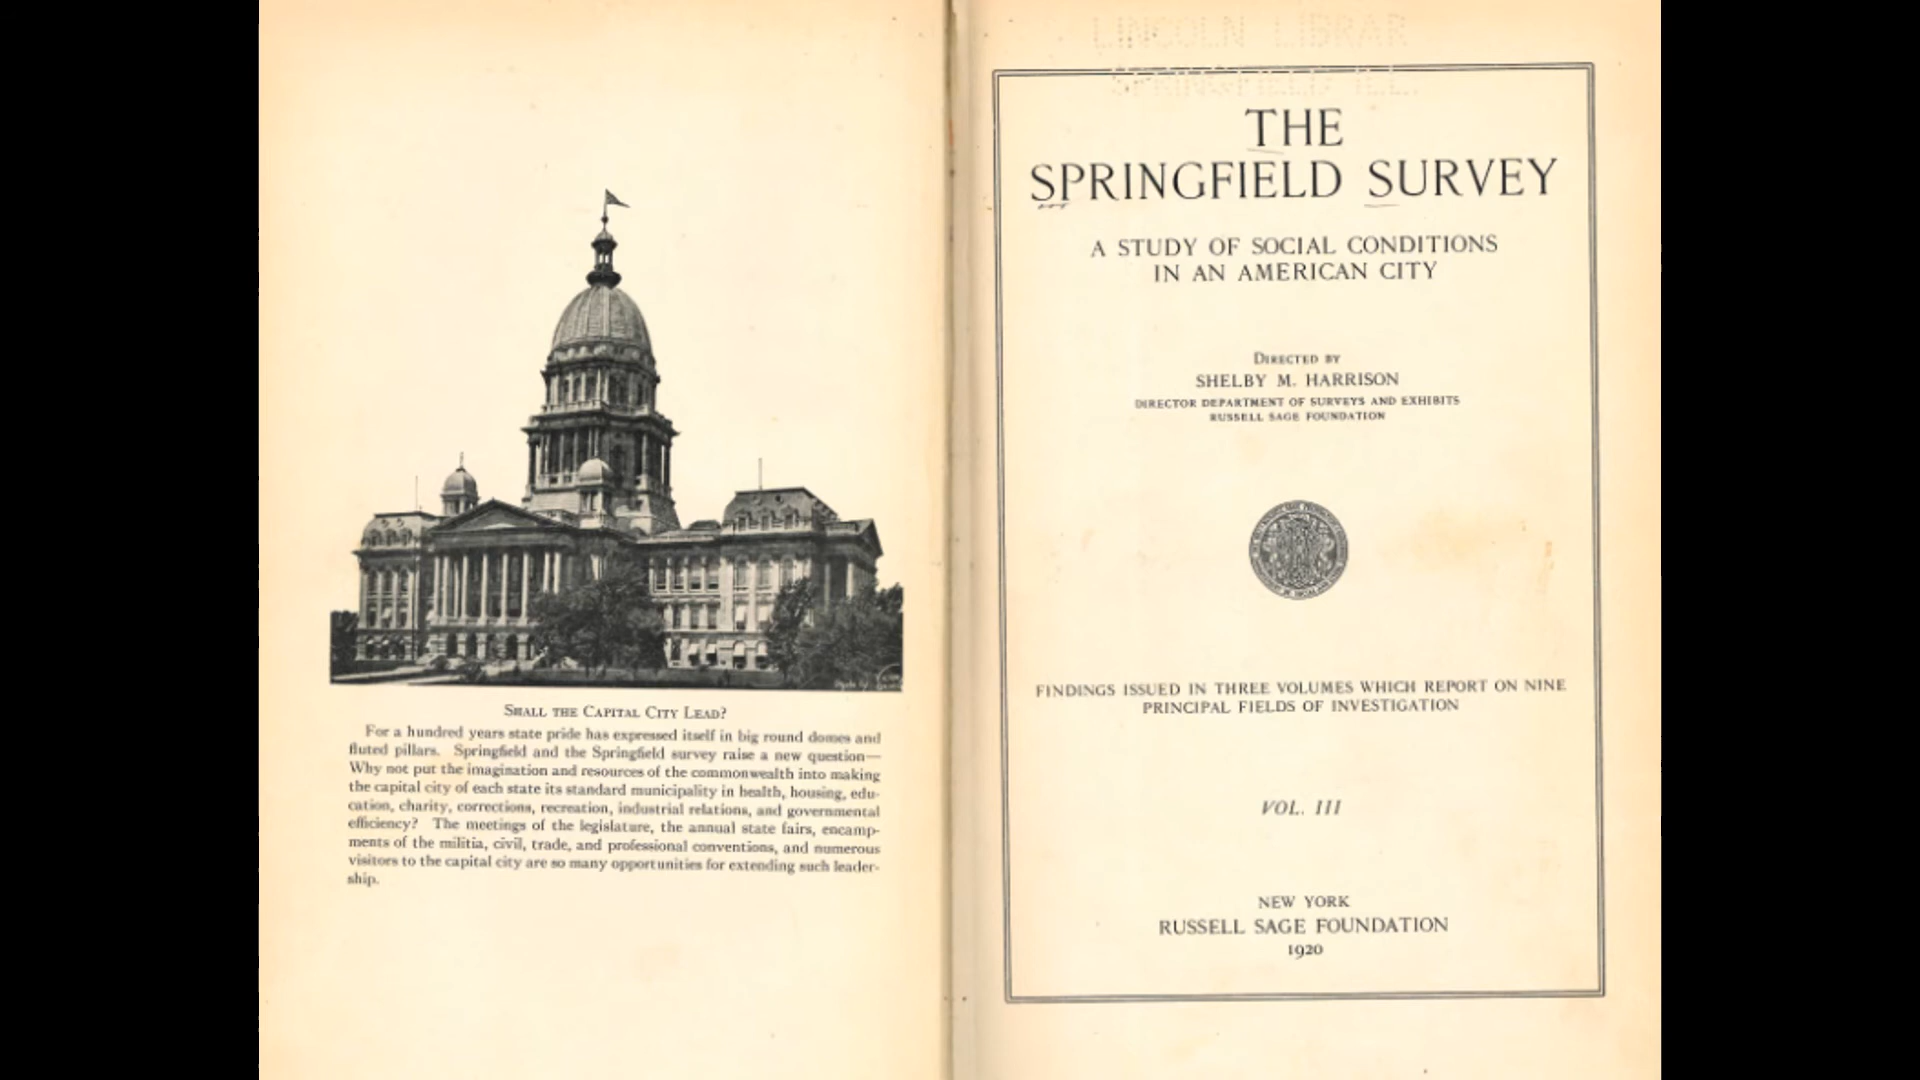 SHALL THE CAPITAL CITY LEAD?
For a hundred years state pride has expressed itself in big round domes and
fluted pillars. Springfield and the Springfield survey raise a new question—
Why not put the imagination and resources of the commonwealth into making
the capital city of each state its standard municipality in health, housing, edu-
cation, charity, corrections, recreation, industrial relations, and governmental
efficiency? The meetings of the legislature, the annual state fairs, encamp-
ments of the militia, civil, trade, and professional conventions, and numerous
visitors to the capital city are so many opportunities for extending such leader-
ship.
LINCOLN LIBRAR
SPRINGFIELD ILL.
THE
SPRINGFIELD SURVEY
A STUDY OF SOCIAL CONDITIONS
IN AN AMERICAN CITY
DIRECTED BY
SHELBY M. HARRISON
DIRECTOR DEPARTMENT OF SURVEYS AND EXHIBITS
RUSSELL SAGE FOUNDATION
FINDINGS ISSUED IN THREE VOLUMES WHICH REPORT ON NINE
PRINCIPAL FIELDS OF INVESTIGATION
VOL. III
NEW YORK
RUSSELL SAGE FOUNDATION
1920